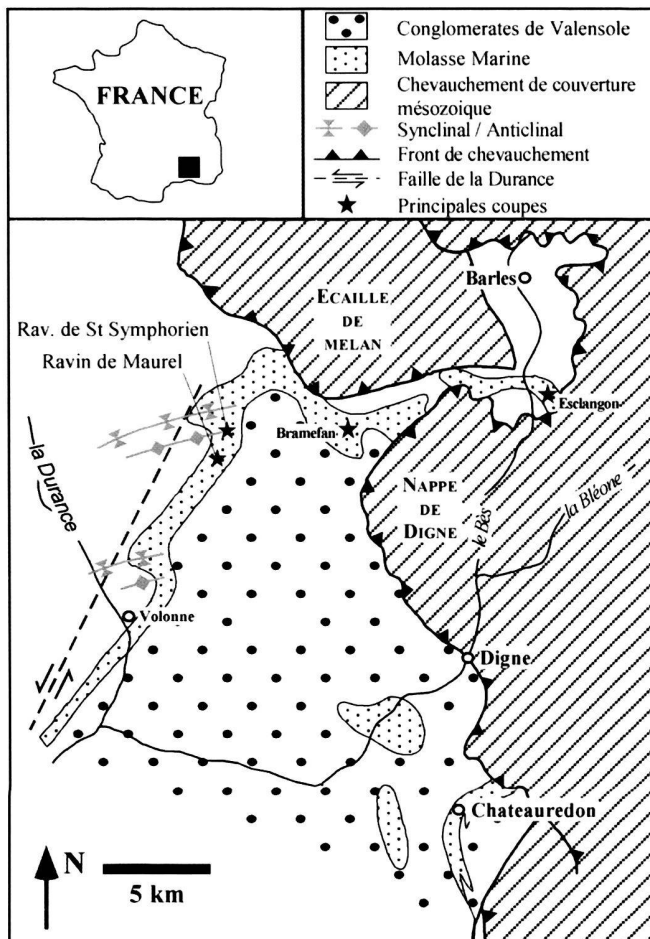 FRANCE
Conglomerates de Valensole
Molasse Marine
Chevauchement de couverture
mésozoique
Synclinal / Anticlinal
Front de chevauchement
Faille de la Durance
Principales coupes
Barles
ECAILLE
DE
MELAN
Rav. de St Symphorien
Ravin de Maurel
Esclangon
Bramefan
la Durance
NAPPE
DE
DIGNE
le Bès
la Bléone
Volonne
Digne
Chateauredon
N
5 km